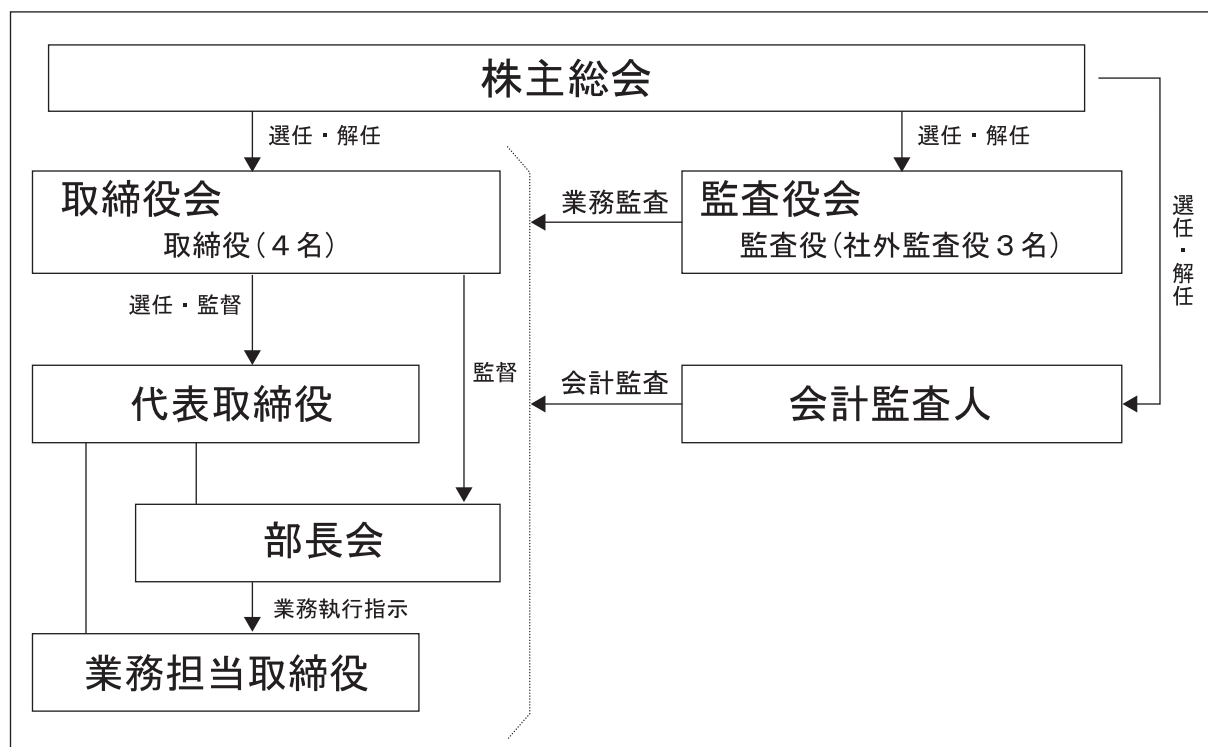 株主総会
選任・解任
選任・解任
取締役会
取締役(4名)
業務監査
監査役会
監査役(社外監査役3名)
選任・解任
選任・監督
監督
代表取締役
会計監査
会計監査人
部長会
業務執行指示
業務担当取締役